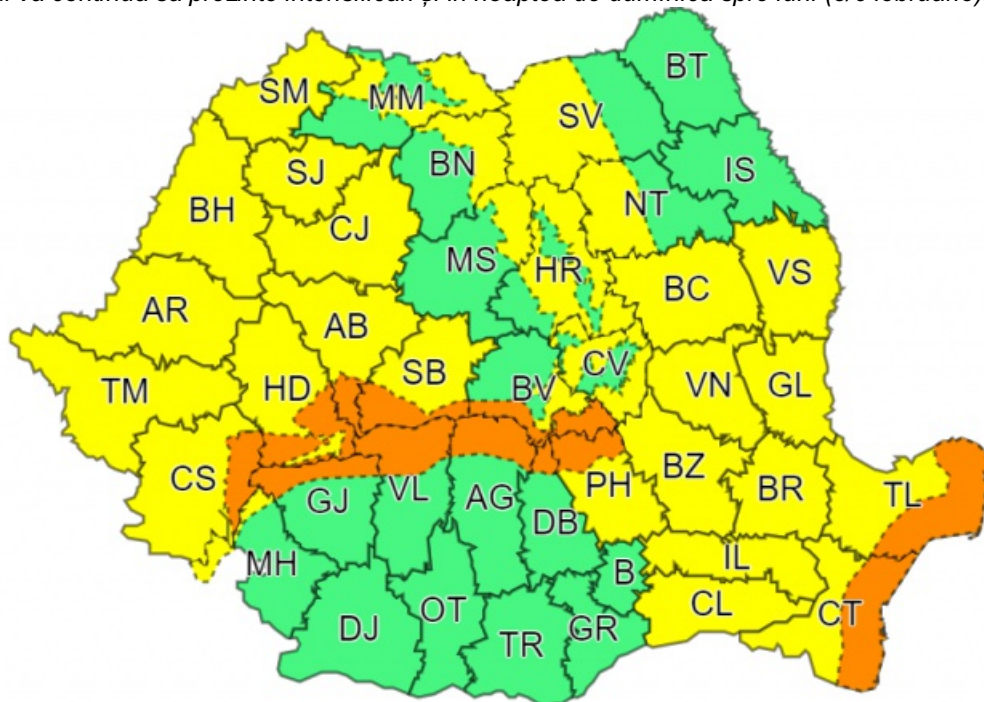 va continua să prezinte intensificări și în noaptea de duminică spre luni
BT
SM
MM
SV
BN
IS
SJ
NT
BH
CJ
MS
HR
BC
VS
AR
AB
SB
CV
TM
HD
BV
VN
GL
CS
BZ
GJ
VL
AG
PH
BR
TL
DB
MH
B
IL
OT
CL
CT
DJ
TR
GR